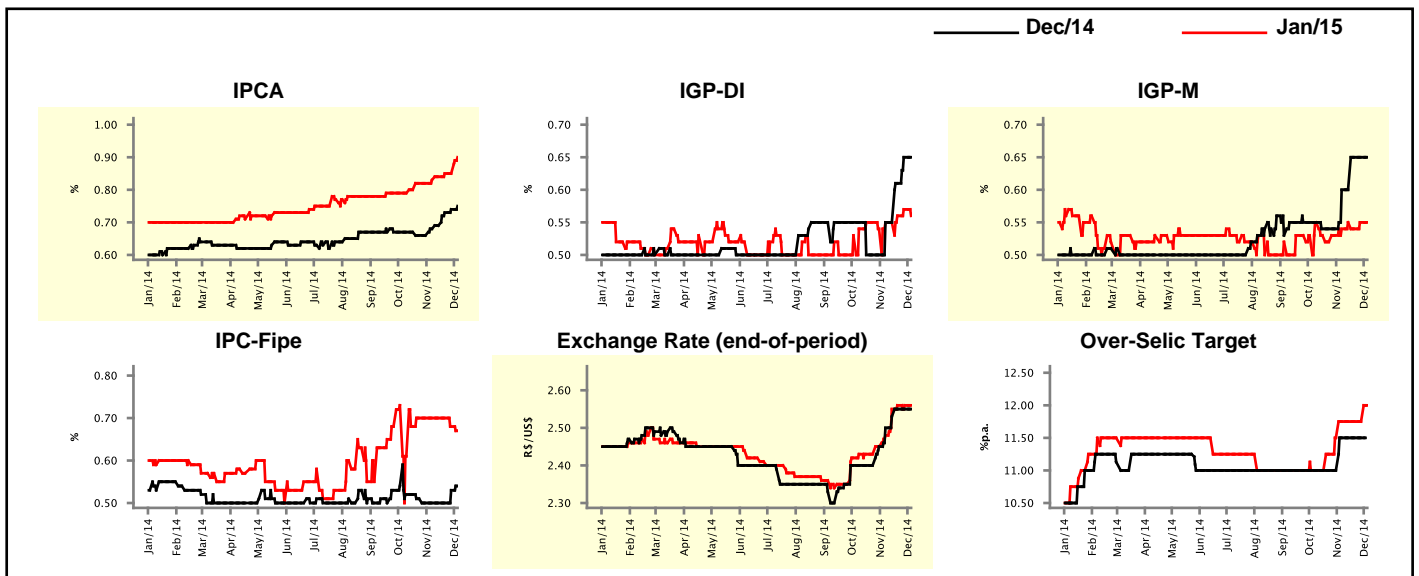 Dec/14 Jan/15
IPCA
1.00
0.90
0.80
0.70
0.60
%
Jan/14 Feb/14 Mar/14 Apr/14 May/14 Jun/14 Jul/14 Aug/14 Sep/14 Oct/14 Nov/14 Dec/14
IGP-DI
0.70
0.65
0.60
0.55
0.50
%
Jan/14 Feb/14 Mar/14 Apr/14 May/14 Jun/14 Jul/14 Aug/14 Sep/14 Oct/14 Nov/14 Dec/14
IGP-M
0.70
0.65
0.60
0.55
0.50
%
Jan/14 Feb/14 Mar/14 Apr/14 May/14 Jun/14 Jul/14 Aug/14 Sep/14 Oct/14 Nov/14 Dec/14
IPC-Fipe
0.80
0.70
0.60
0.50
%
Jan/14 Feb/14 Mar/14 Apr/14 May/14 Jun/14 Jul/14 Aug/14 Sep/14 Oct/14 Nov/14 Dec/14
Exchange Rate (end-of-period)
2.60
2.50
2.40
2.30
R$/US$
Jan/14 Feb/14 Mar/14 Apr/14 May/14 Jun/14 Jul/14 Aug/14 Sep/14 Oct/14 Nov/14 Dec/14
Over-Selic Target
12.50
12.00
11.50
11.00
10.50
%p.a.
Jan/14 Feb/14 Mar/14 Apr/14 May/14 Jun/14 Jul/14 Aug/14 Sep/14 Oct/14 Nov/14 Dec/14